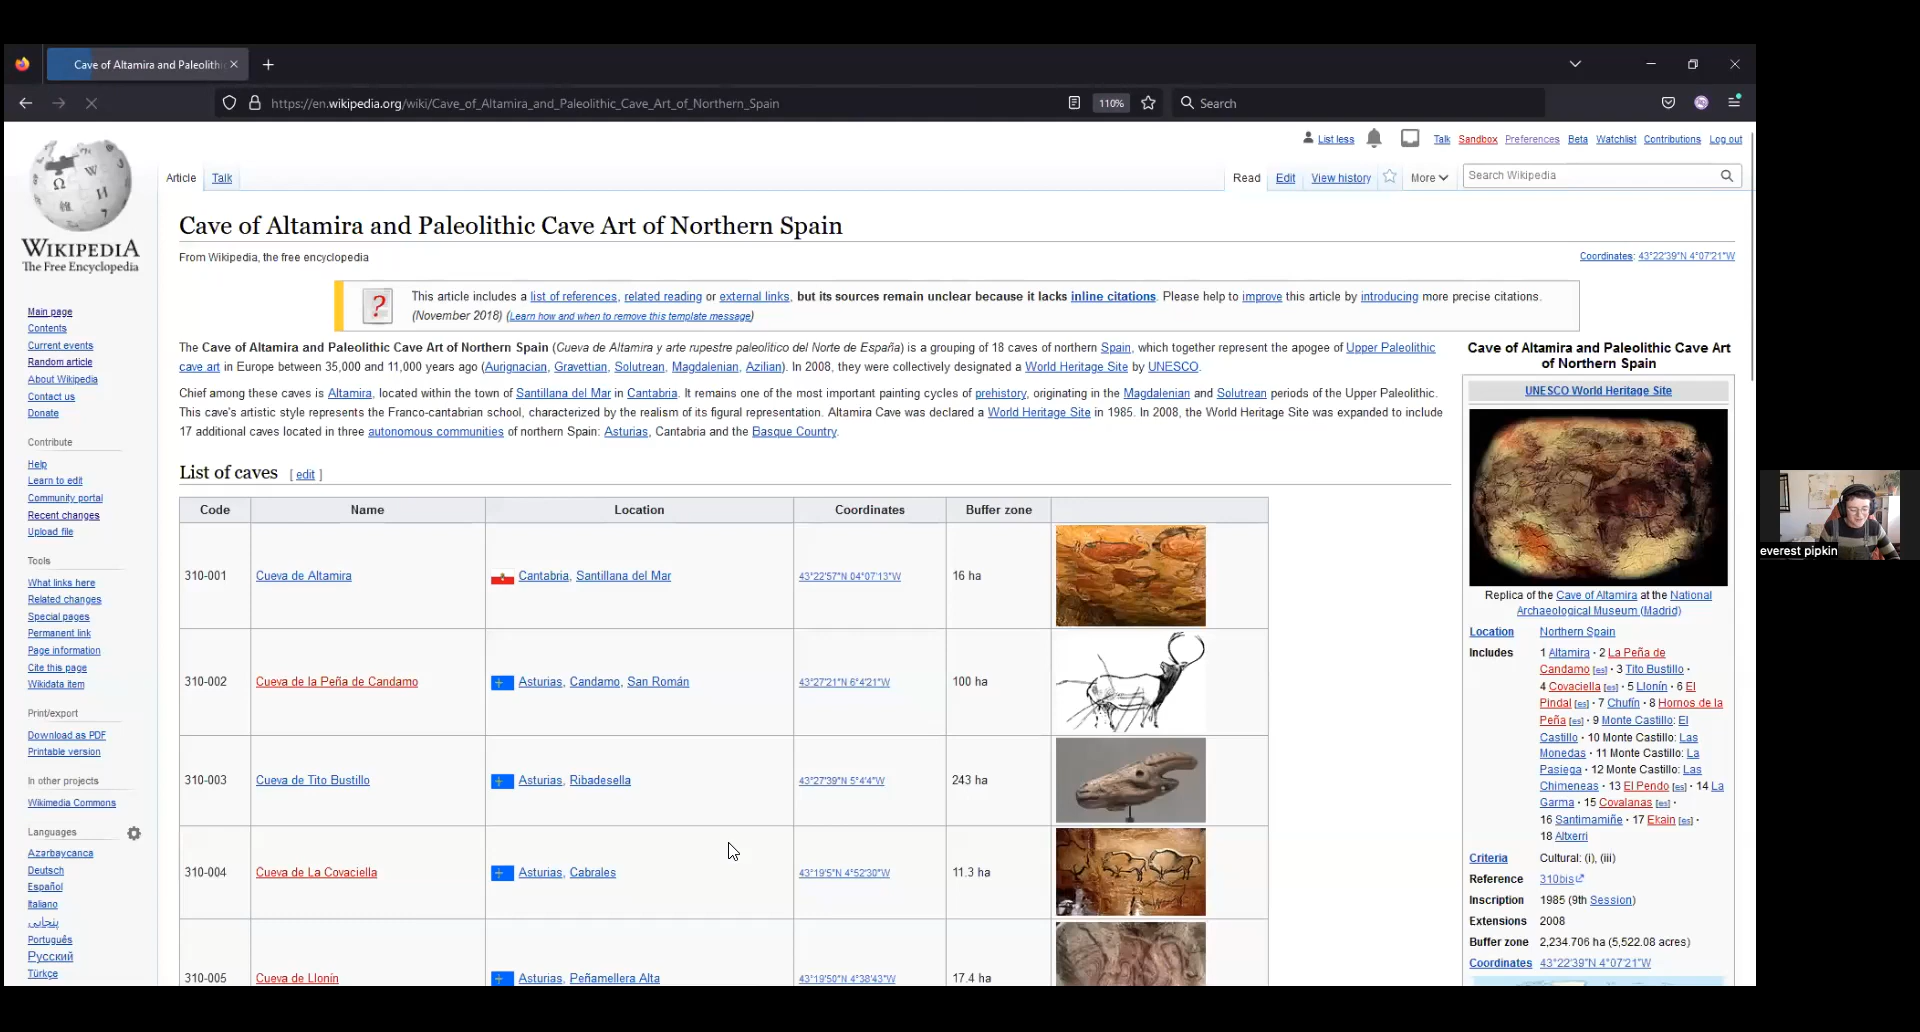 Cave of Altamira and Paleolith
https://en.wikipedia.org/wiki/Cave_of_Altamira_and_Paleolithic_Cave_Art_of_Northern_Spain
110%
Search
List less Talk Sandbox Preferences Beta Watchlist Contributions Log out
Article Talk Read Edit View history More Search Wikipedia
WIKIPEDIA
The Free Encyclopedia
Main page
Contents
Current events
Random article
About Wikipedia
Contact us
Donate
Contribute
Help
Learn to edit
Community portal
Recent changes
Upload file
Tools
What links here
Related changes
Special pages
Permanent link
Page information
Cite this page
Wikidata item
Print/export
Download as PDF
Printable version
In other projects
Wikimedia Commons
Languages
Azərbaycanca
Deutsch
Español
Italiano
پنجابی
Português
Русский
Türkçe
Cave of Altamira and Paleolithic Cave Art of Northern Spain
From Wikipedia, the free encyclopedia
Coordinates: 43°22′39″N 4°07′21″W
This article includes a list of references, related reading or external links, but its sources remain unclear because it lacks inline citations. Please help to improve this article by introducing more precise citations.
(November 2018) (Learn how and when to remove this template message)
The Cave of Altamira and Paleolithic Cave Art of Northern Spain (Cueva de Altamira y arte rupestre paleolítico del Norte de España) is a grouping of 18 caves of northern Spain, which together represent the apogee of Upper Paleolithic
cave art in Europe between 35,000 and 11,000 years ago (Aurignacian, Gravettian, Solutrean, Magdalenian, Azilian). In 2008, they were collectively designated a World Heritage Site by UNESCO.
Chief among these caves is Altamira, located within the town of Santillana del Mar in Cantabria. It remains one of the most important painting cycles of prehistory, originating in the Magdalenian and Solutrean periods of the Upper Paleolithic.
This cave's artistic style represents the Franco-cantabrian school, characterized by the realism of its figural representation. Altamira Cave was declared a World Heritage Site in 1985. In 2008, the World Heritage Site was expanded to include
17 additional caves located in three autonomous communities of northern Spain: Asturias, Cantabria and the Basque Country.
List of caves [ edit ]
Code Name Location Coordinates Buffer zone
310-001 Cueva de Altamira Cantabria, Santillana del Mar 43°22′57″N 04°07′13″W 16 ha
310-002 Cueva de la Peña de Candamo Asturias, Candamo, San Román 43°27′21″N 6°4′21″W 100 ha
310-003 Cueva de Tito Bustillo Asturias, Ribadesella 43°27′39″N 5°4′4″W 243 ha
310-004 Cueva de La Covaciella Asturias, Cabrales 43°19′5″N 4°52′30″W 11.3 ha
310-005 Cueva de Llonín Asturias, Peñamellera Alta 43°19′50″N 4°38′43″W 17.4 ha
Cave of Altamira and Paleolithic Cave Art
of Northern Spain
UNESCO World Heritage Site
Replica of the Cave of Altamira at the National
Archaeological Museum (Madrid)
Location Northern Spain
Includes 1 Altamira · 2 La Peña de
Candamo [es] · 3 Tito Bustillo ·
4 Covaciella [es] · 5 Llonín · 6 El
Pindal [es] · 7 Chufín · 8 Hornos de la
Peña [es] · 9 Monte Castillo: El
Castillo · 10 Monte Castillo: Las
Monedas · 11 Monte Castillo: La
Pasiega · 12 Monte Castillo: Las
Chimeneas · 13 El Pendo [es] · 14 La
Garma · 15 Covalanas [es] ·
16 Santimamiñe · 17 Ekain [es] ·
18 Altxerri
Criteria Cultural: (i), (iii)
Reference 310bis
Inscription 1985 (9th Session)
Extensions 2008
Buffer zone 2,234.706 ha (5,522.08 acres)
Coordinates 43°22′39″N 4°07′21″W
everest pipkin